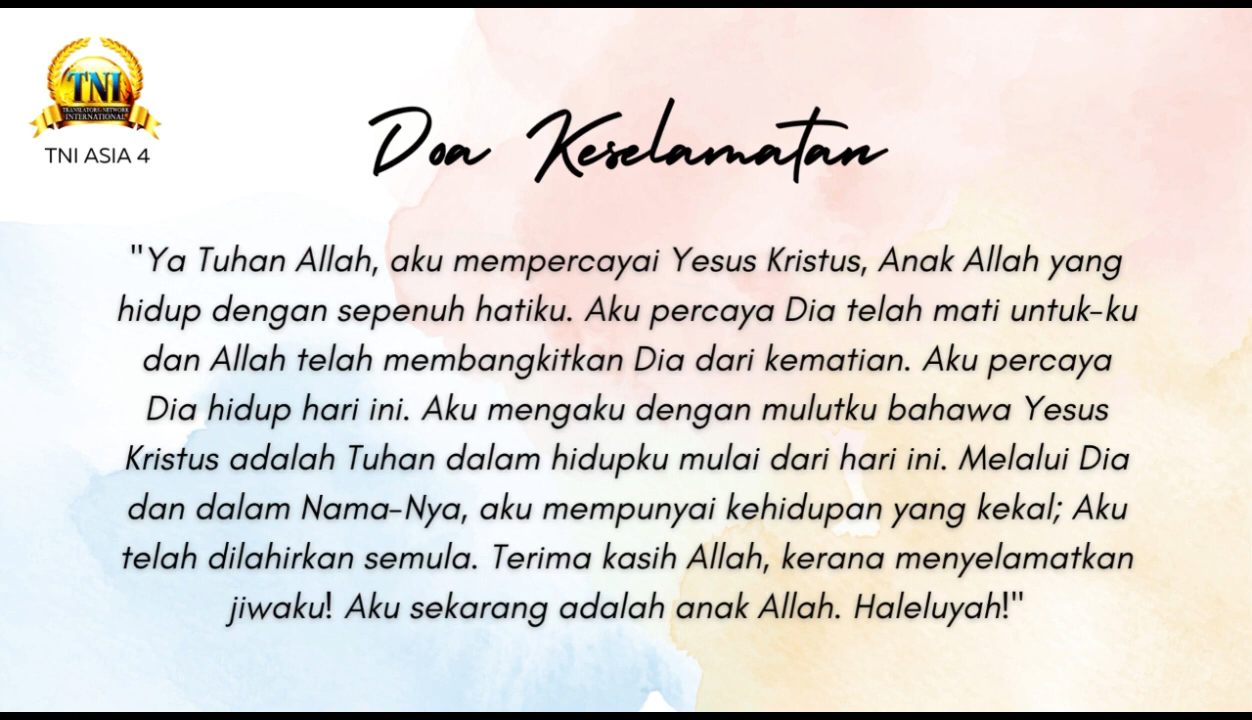 TNI
TRANSLATORS NETWORK
INTERNATIONAL
TNI ASIA 4
Doa Keselamatan
"Ya Tuhan Allah, aku mempercayai Yesus Kristus, Anak Allah yang
hidup dengan sepenuh hatiku. Aku percaya Dia telah mati untuk-ku
dan Allah telah membangkitkan Dia dari kematian. Aku percaya
Dia hidup hari ini. Aku mengaku dengan mulutku bahawa Yesus
Kristus adalah Tuhan dalam hidupku mulai dari hari ini. Melalui Dia
dan dalam Nama-Nya, aku mempunyai kehidupan yang kekal; Aku
telah dilahirkan semula. Terima kasih Allah, kerana menyelamatkan
jiwaku! Aku sekarang adalah anak Allah. Haleluyah!"